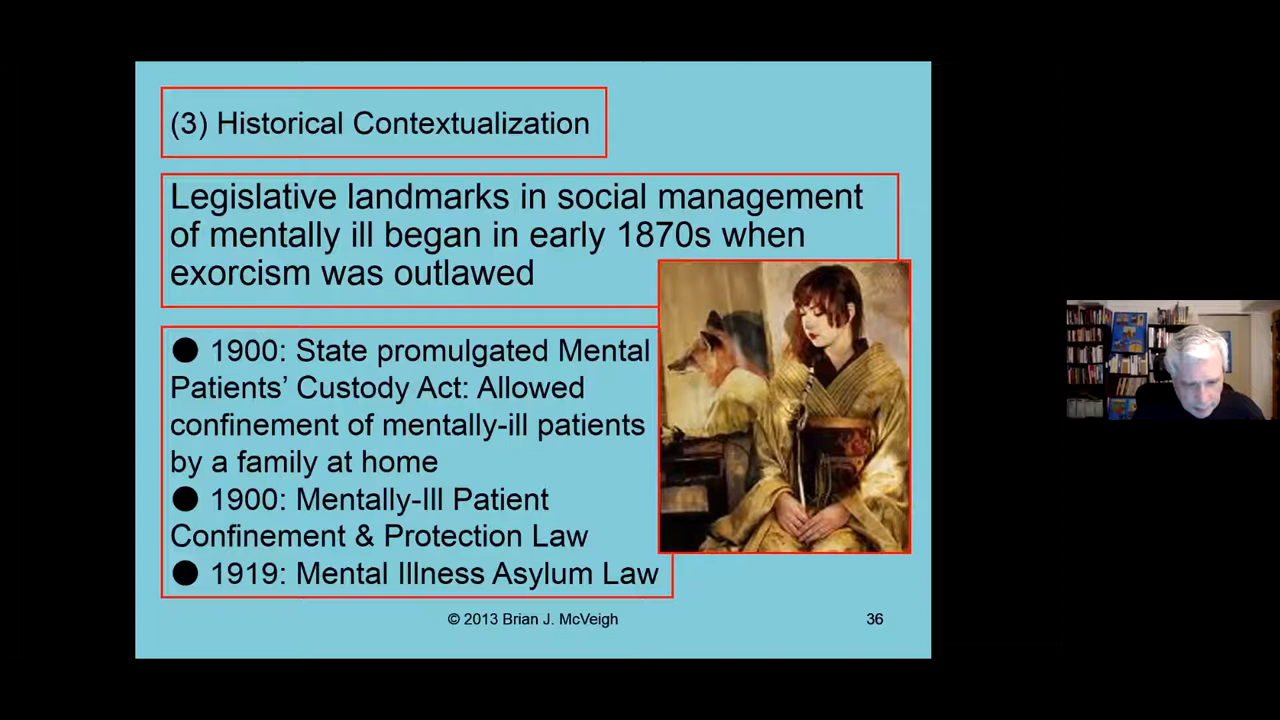 (3) Historical Contextualization
Legislative landmarks in social management
of mentally ill began in early 1870s when
exorcism was outlawed
● 1900: State promulgated Mental
Patients’ Custody Act: Allowed
confinement of mentally-ill patients
by a family at home
● 1900: Mentally-Ill Patient
Confinement & Protection Law
● 1919: Mental Illness Asylum Law
© 2013 Brian J. McVeigh
36